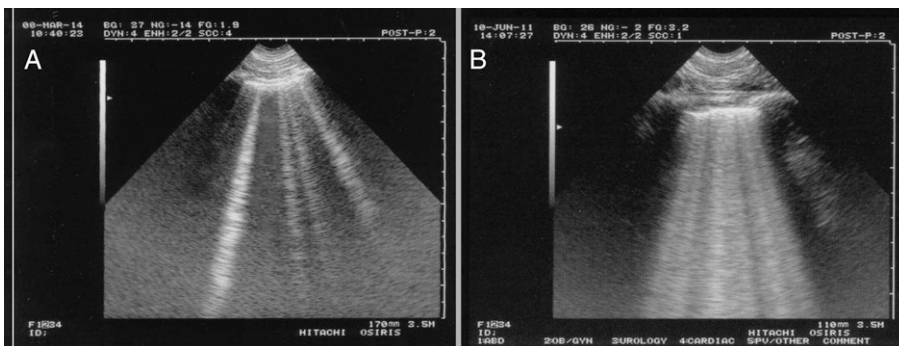 08-MAR-14 BG: 37 NG:-14 FG:1.9
10:40:23 DYN:4 ENH:2/2 SCC:4 POST-P:2
A
170mm 3.5M
ID:
HITACHI OSIRIS
10-JUN-11 BG: 26 NG:- 2 FG:3.2
14:07:27 DYN:4 ENH:2/2 SCC:1 POST-P:2
B
110mm 3.5M
ID: HITACHI OSIRIS
1ABD 2OB/GYN 3UROLOGY 4CARDIAC 5PV/OTHER COMMENT